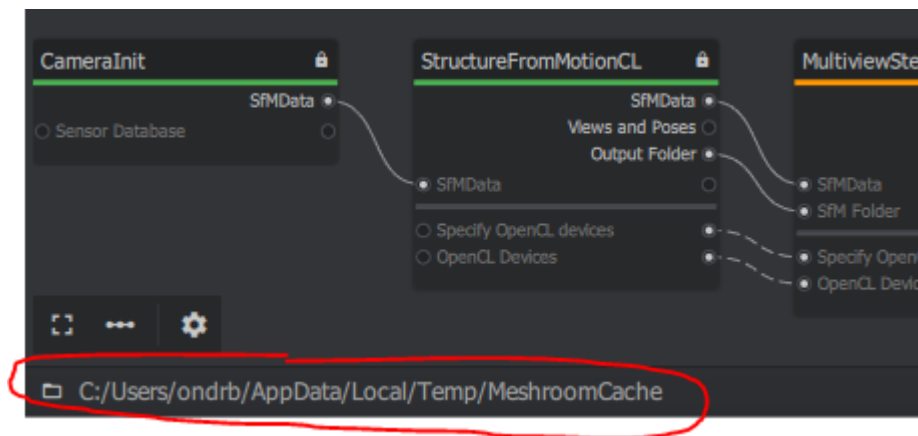 CameraInit
SfMData
Sensor Database
StructureFromMotionCL
SfMData
Views and Poses
Output Folder
SfMData
Specify OpenCL devices
OpenCL Devices
MultiviewSte
SfMData
SfM Folder
Specify Open
OpenCL Devic
C:/Users/ondrb/AppData/Local/Temp/MeshroomCache